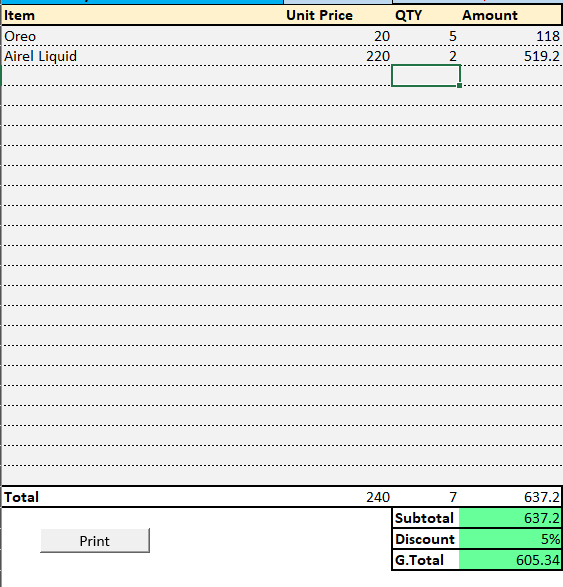 Item Unit Price QTY Amount
Oreo 20 5 118
Airel Liquid 220 2 519.2
Total 240 7 637.2
Subtotal 637.2
Discount 5%
G.Total 605.34
Print